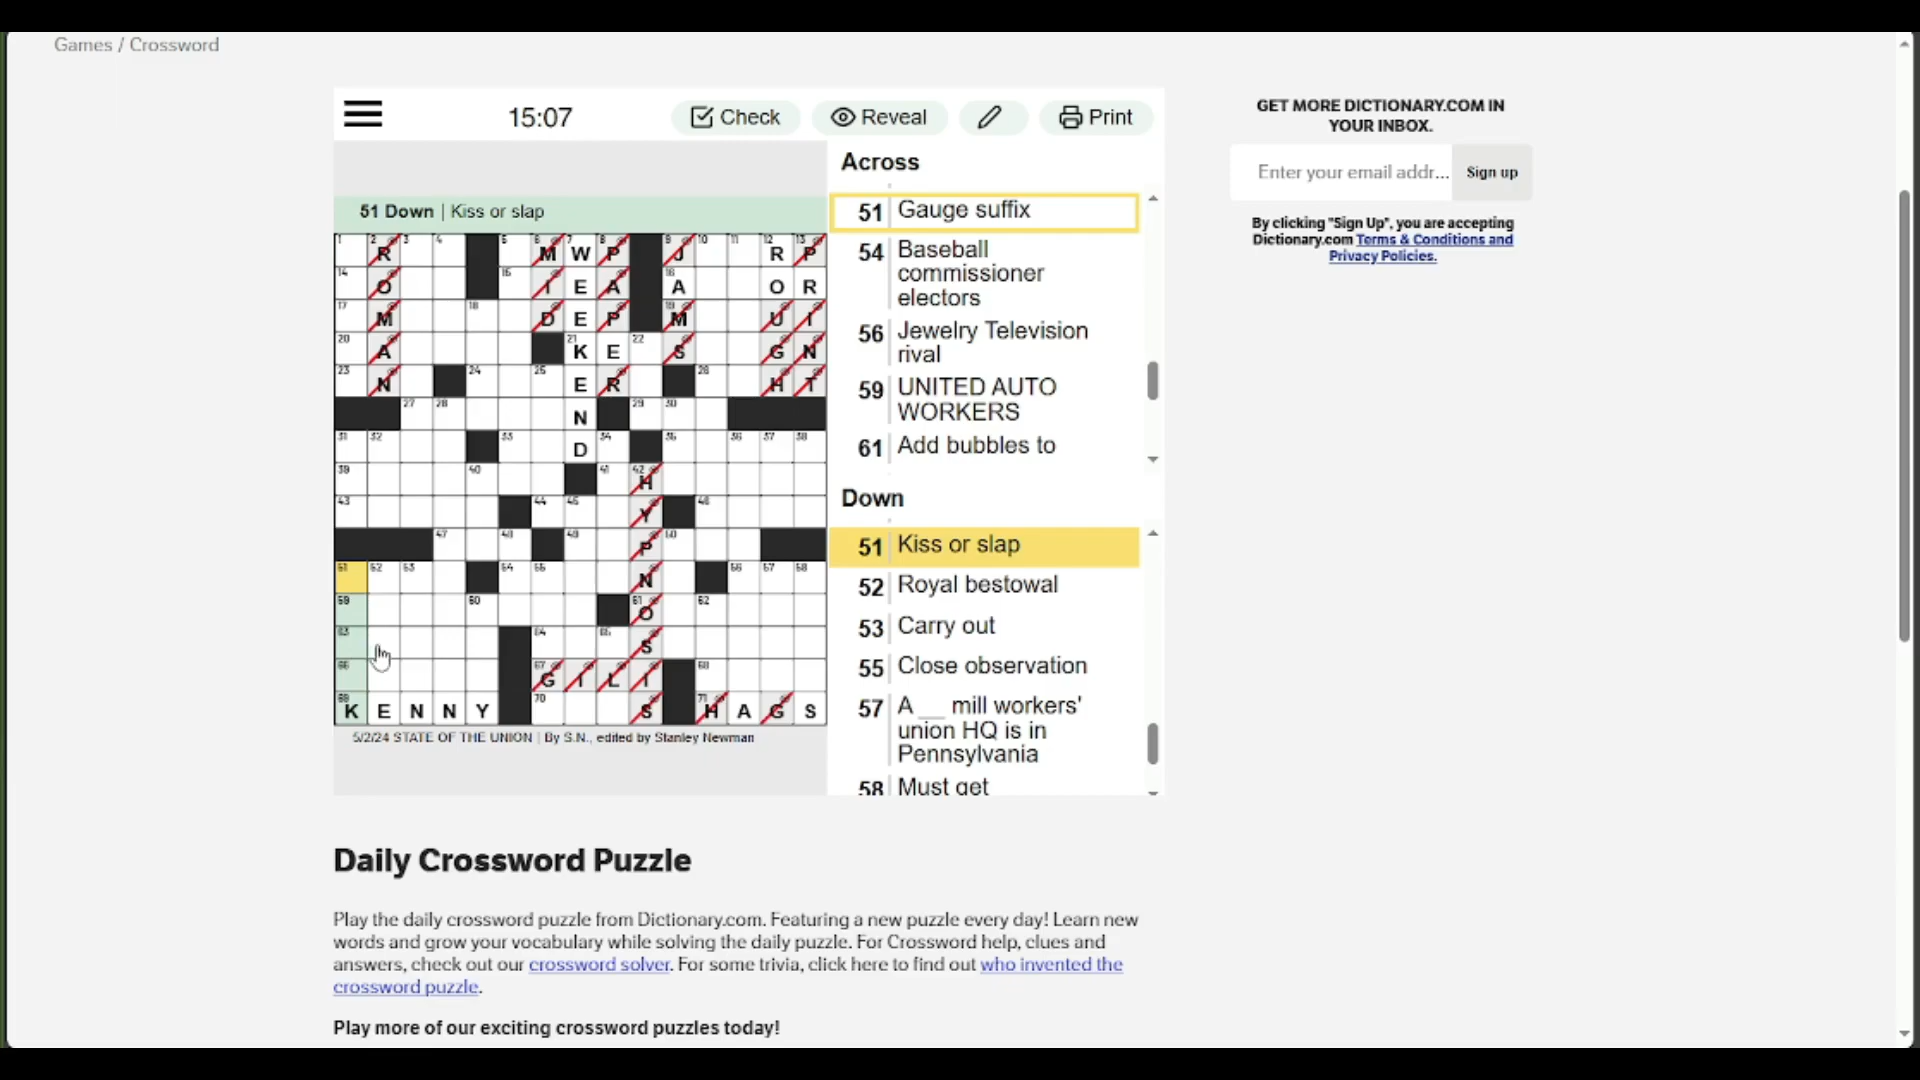 Games / Crossword
15:07
Check
Reveal
Print
51 Down | Kiss or slap
Across
51 Gauge suffix
54 Baseball
commissioner
electors
56 Jewelry Television
rival
59 UNITED AUTO
WORKERS
61 Add bubbles to
Down
51 Kiss or slap
52 Royal bestowal
53 Carry out
55 Close observation
57 A __ mill workers'
union HQ is in
Pennsylvania
58 Must get
R M W P J R P
O I E A A O R
M D E P M U I
A K E S G N
N E R H T
N
D
H
Y
P
N
O
S
G I L I
K E N N Y S H A G S
5/2/24 STATE OF THE UNION | By S.N., edited by Stanley Newman
GET MORE DICTIONARY.COM IN
YOUR INBOX.
Enter your email addr...
Sign up
By clicking "Sign Up", you are accepting
Dictionary.com Terms & Conditions and
Privacy Policies.
Daily Crossword Puzzle
Play the daily crossword puzzle from Dictionary.com. Featuring a new puzzle every day! Learn new
words and grow your vocabulary while solving the daily puzzle. For Crossword help, clues and
answers, check out our crossword solver. For some trivia, click here to find out who invented the
crossword puzzle.
Play more of our exciting crossword puzzles today!